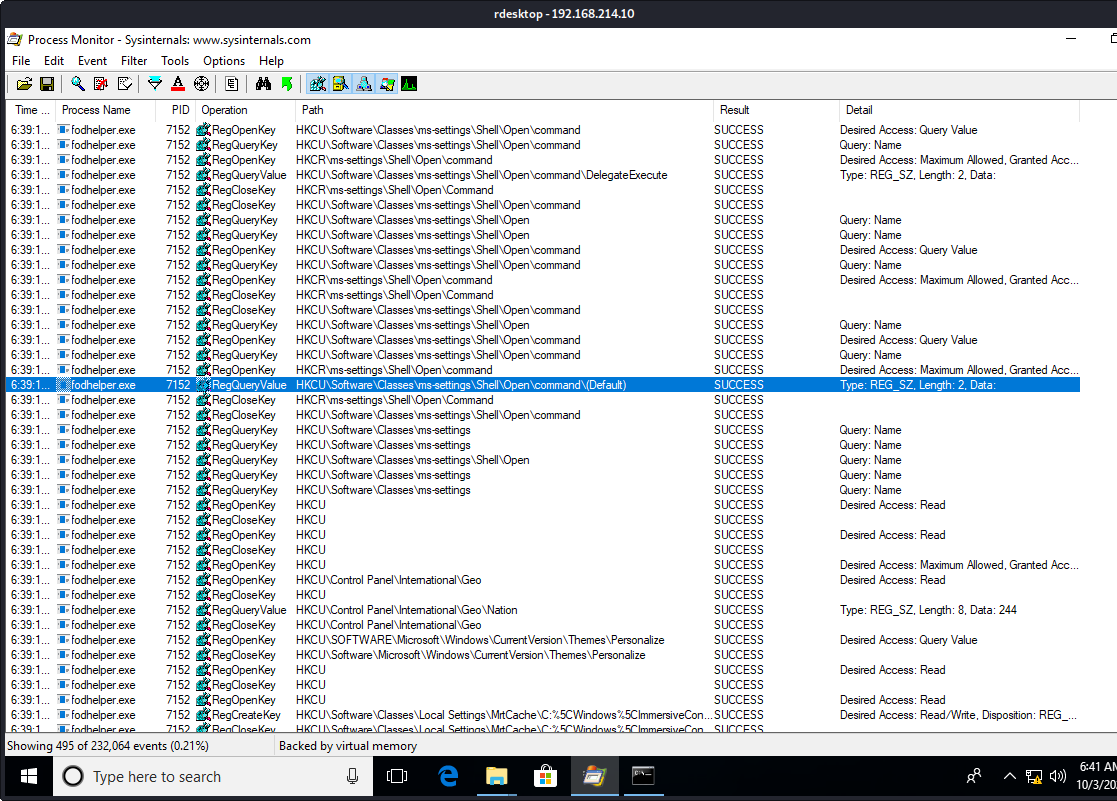 rdesktop - 192.168.214.10
Process Monitor - Sysinternals: www.sysinternals.com
File Edit Event Filter Tools Options Help
Time ... Process Name PID Operation Path Result Detail
6:39:1... fodhelper.exe 7152 RegOpenKey HKCU\Software\Classes\ms-settings\Shell\Open\command SUCCESS Desired Access: Query Value
6:39:1... fodhelper.exe 7152 RegQueryKey HKCU\Software\Classes\ms-settings\Shell\Open\command SUCCESS Query: Name
6:39:1... fodhelper.exe 7152 RegOpenKey HKCR\ms-settings\Shell\Open\command SUCCESS Desired Access: Maximum Allowed, Granted Acc...
6:39:1... fodhelper.exe 7152 RegQueryValue HKCU\Software\Classes\ms-settings\Shell\Open\command\DelegateExecute SUCCESS Type: REG_SZ, Length: 2, Data:
6:39:1... fodhelper.exe 7152 RegCloseKey HKCR\ms-settings\Shell\Open\Command SUCCESS
6:39:1... fodhelper.exe 7152 RegCloseKey HKCU\Software\Classes\ms-settings\Shell\Open\command SUCCESS
6:39:1... fodhelper.exe 7152 RegQueryKey HKCU\Software\Classes\ms-settings\Shell\Open SUCCESS Query: Name
6:39:1... fodhelper.exe 7152 RegQueryKey HKCU\Software\Classes\ms-settings\Shell\Open SUCCESS Query: Name
6:39:1... fodhelper.exe 7152 RegOpenKey HKCU\Software\Classes\ms-settings\Shell\Open\command SUCCESS Desired Access: Query Value
6:39:1... fodhelper.exe 7152 RegQueryKey HKCU\Software\Classes\ms-settings\Shell\Open\command SUCCESS Query: Name
6:39:1... fodhelper.exe 7152 RegOpenKey HKCR\ms-settings\Shell\Open\command SUCCESS Desired Access: Maximum Allowed, Granted Acc...
6:39:1... fodhelper.exe 7152 RegCloseKey HKCR\ms-settings\Shell\Open\Command SUCCESS
6:39:1... fodhelper.exe 7152 RegCloseKey HKCU\Software\Classes\ms-settings\Shell\Open\command SUCCESS
6:39:1... fodhelper.exe 7152 RegQueryKey HKCU\Software\Classes\ms-settings\Shell\Open SUCCESS Query: Name
6:39:1... fodhelper.exe 7152 RegOpenKey HKCU\Software\Classes\ms-settings\Shell\Open\command SUCCESS Desired Access: Query Value
6:39:1... fodhelper.exe 7152 RegQueryKey HKCU\Software\Classes\ms-settings\Shell\Open\command SUCCESS Query: Name
6:39:1... fodhelper.exe 7152 RegOpenKey HKCR\ms-settings\Shell\Open\command SUCCESS Desired Access: Maximum Allowed, Granted Acc...
6:39:1... fodhelper.exe 7152 RegQueryValue HKCU\Software\Classes\ms-settings\Shell\Open\command\(Default) SUCCESS Type: REG_SZ, Length: 2, Data:
6:39:1... fodhelper.exe 7152 RegCloseKey HKCR\ms-settings\Shell\Open\Command SUCCESS
6:39:1... fodhelper.exe 7152 RegCloseKey HKCU\Software\Classes\ms-settings\Shell\Open\command SUCCESS
6:39:1... fodhelper.exe 7152 RegQueryKey HKCU\Software\Classes\ms-settings SUCCESS Query: Name
6:39:1... fodhelper.exe 7152 RegQueryKey HKCU\Software\Classes\ms-settings SUCCESS Query: Name
6:39:1... fodhelper.exe 7152 RegQueryKey HKCU\Software\Classes\ms-settings\Shell\Open SUCCESS Query: Name
6:39:1... fodhelper.exe 7152 RegQueryKey HKCU\Software\Classes\ms-settings SUCCESS Query: Name
6:39:1... fodhelper.exe 7152 RegQueryKey HKCU\Software\Classes\ms-settings SUCCESS Query: Name
6:39:1... fodhelper.exe 7152 RegOpenKey HKCU SUCCESS Desired Access: Read
6:39:1... fodhelper.exe 7152 RegCloseKey HKCU SUCCESS
6:39:1... fodhelper.exe 7152 RegOpenKey HKCU SUCCESS Desired Access: Read
6:39:1... fodhelper.exe 7152 RegCloseKey HKCU SUCCESS
6:39:1... fodhelper.exe 7152 RegOpenKey HKCU SUCCESS Desired Access: Maximum Allowed, Granted Acc...
6:39:1... fodhelper.exe 7152 RegOpenKey HKCU\Control Panel\International\Geo SUCCESS Desired Access: Read
6:39:1... fodhelper.exe 7152 RegCloseKey HKCU SUCCESS
6:39:1... fodhelper.exe 7152 RegQueryValue HKCU\Control Panel\International\Geo\Nation SUCCESS Type: REG_SZ, Length: 8, Data: 244
6:39:1... fodhelper.exe 7152 RegCloseKey HKCU\Control Panel\International\Geo SUCCESS
6:39:1... fodhelper.exe 7152 RegOpenKey HKCU\SOFTWARE\Microsoft\Windows\CurrentVersion\Themes\Personalize SUCCESS Desired Access: Query Value
6:39:1... fodhelper.exe 7152 RegCloseKey HKCU\Software\Microsoft\Windows\CurrentVersion\Themes\Personalize SUCCESS
6:39:1... fodhelper.exe 7152 RegOpenKey HKCU SUCCESS Desired Access: Read
6:39:1... fodhelper.exe 7152 RegCloseKey HKCU SUCCESS
6:39:1... fodhelper.exe 7152 RegOpenKey HKCU SUCCESS Desired Access: Read
6:39:1... fodhelper.exe 7152 RegCreateKey HKCU\Software\Classes\Local Settings\MrtCache\C:%5CWindows%5CImmersiveCon... SUCCESS Desired Access: Read/Write, Disposition: REG_...
6:39:1... fodhelper.exe 7152 RegCloseKey HKCU\Software\Classes\Local Settings\MrtCache\C:%5CWindows%5CImmersiveCon... SUCCESS
Showing 495 of 232,064 events (0.21%) Backed by virtual memory
Type here to search
6:41 AM
10/3/20